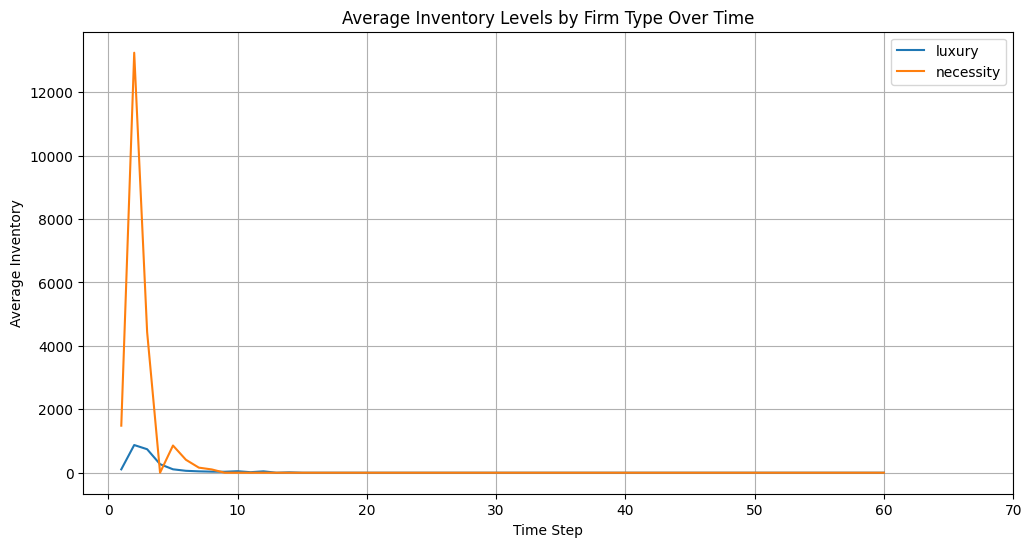 Average Inventory Levels by Firm Type Over Time
luxury
necessity
Average Inventory
12000
10000
8000
6000
4000
2000
0
0 10 20 30 40 50 60 70
Time Step